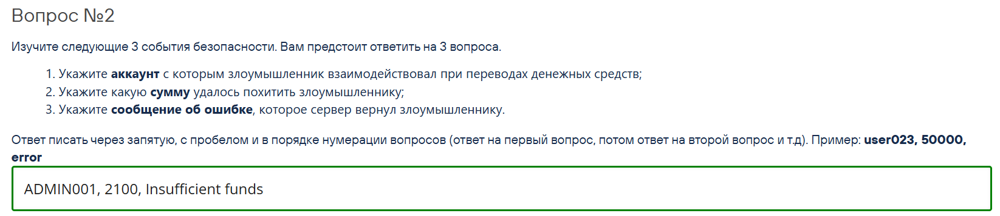 Вопрос №2
Изучите следующие 3 события безопасности. Вам предстоит ответить на 3 вопроса.
1. Укажите аккаунт с которым злоумышленник взаимодействовал при переводах денежных средств;
2. Укажите какую сумму удалось похитить злоумышленнику;
3. Укажите сообщение об ошибке, которое сервер вернул злоумышленнику.
Ответ писать через запятую, с пробелом и в порядке нумерации вопросов (ответ на первый вопрос, потом ответ на второй вопрос и т.д). Пример: user023, 50000,
error
ADMIN001, 2100, Insufficient funds